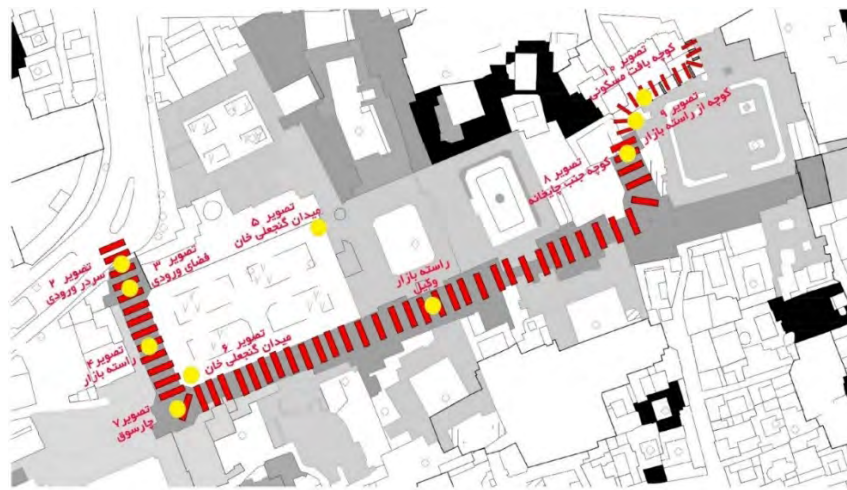 تصویر ۱۰
کوچه بافت مسکونی
تصویر ۹
کوچه از راسته بازار
تصویر ۸
کوچه جنب چاپخانه
تصویر ۵
میدان گنجعلی خان
راسته بازار
وکیل
تصویر ۳
فضای ورودی
تصویر ۲
سردر ورودی
تصویر ۴
راسته بازار
تصویر ۶
میدان گنجعلی خان
تصویر ۷
چارسوق